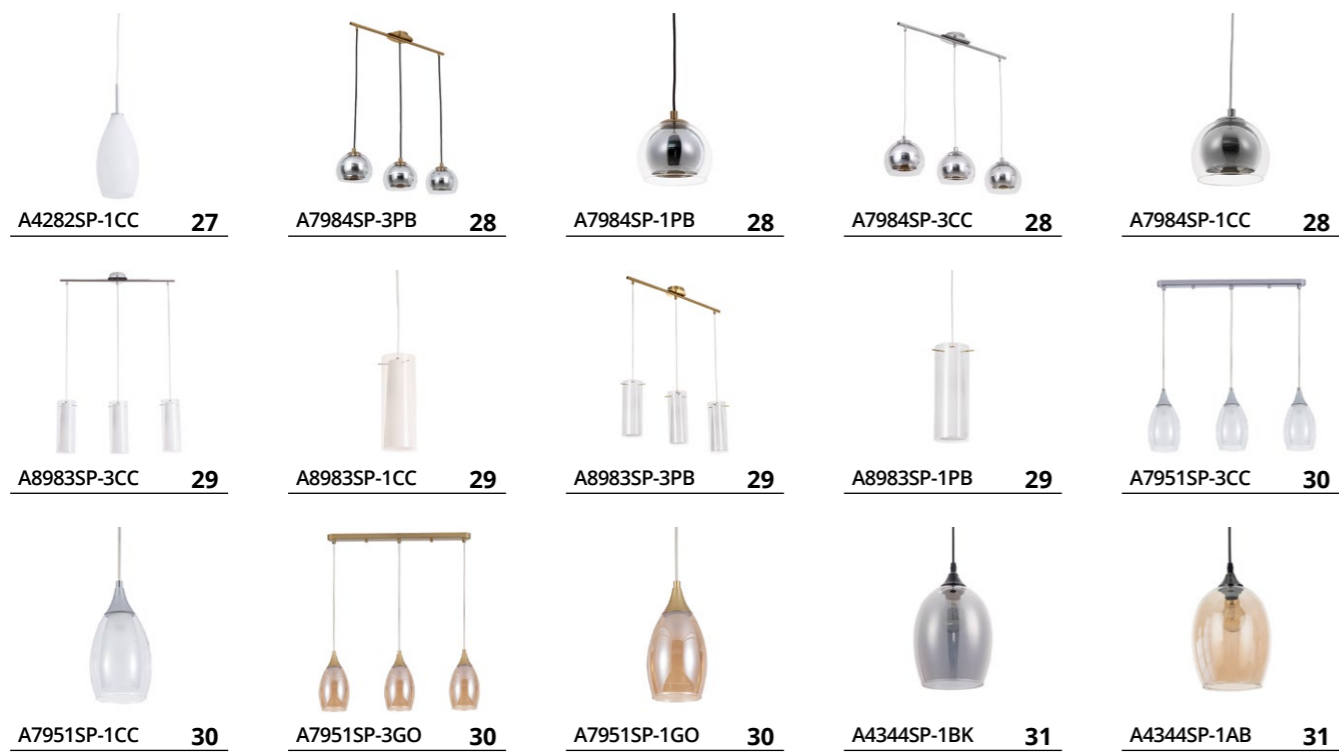 A4282SP-1CC 27 A7984SP-3PB 28 A7984SP-1PB 28 A7984SP-3CC 28 A7984SP-1CC 28
A8983SP-3CC 29 A8983SP-1CC 29 A8983SP-3PB 29 A8983SP-1PB 29 A7951SP-3CC 30
A7951SP-1CC 30 A7951SP-3GO 30 A7951SP-1GO 30 A4344SP-1BK 31 A4344SP-1AB 31